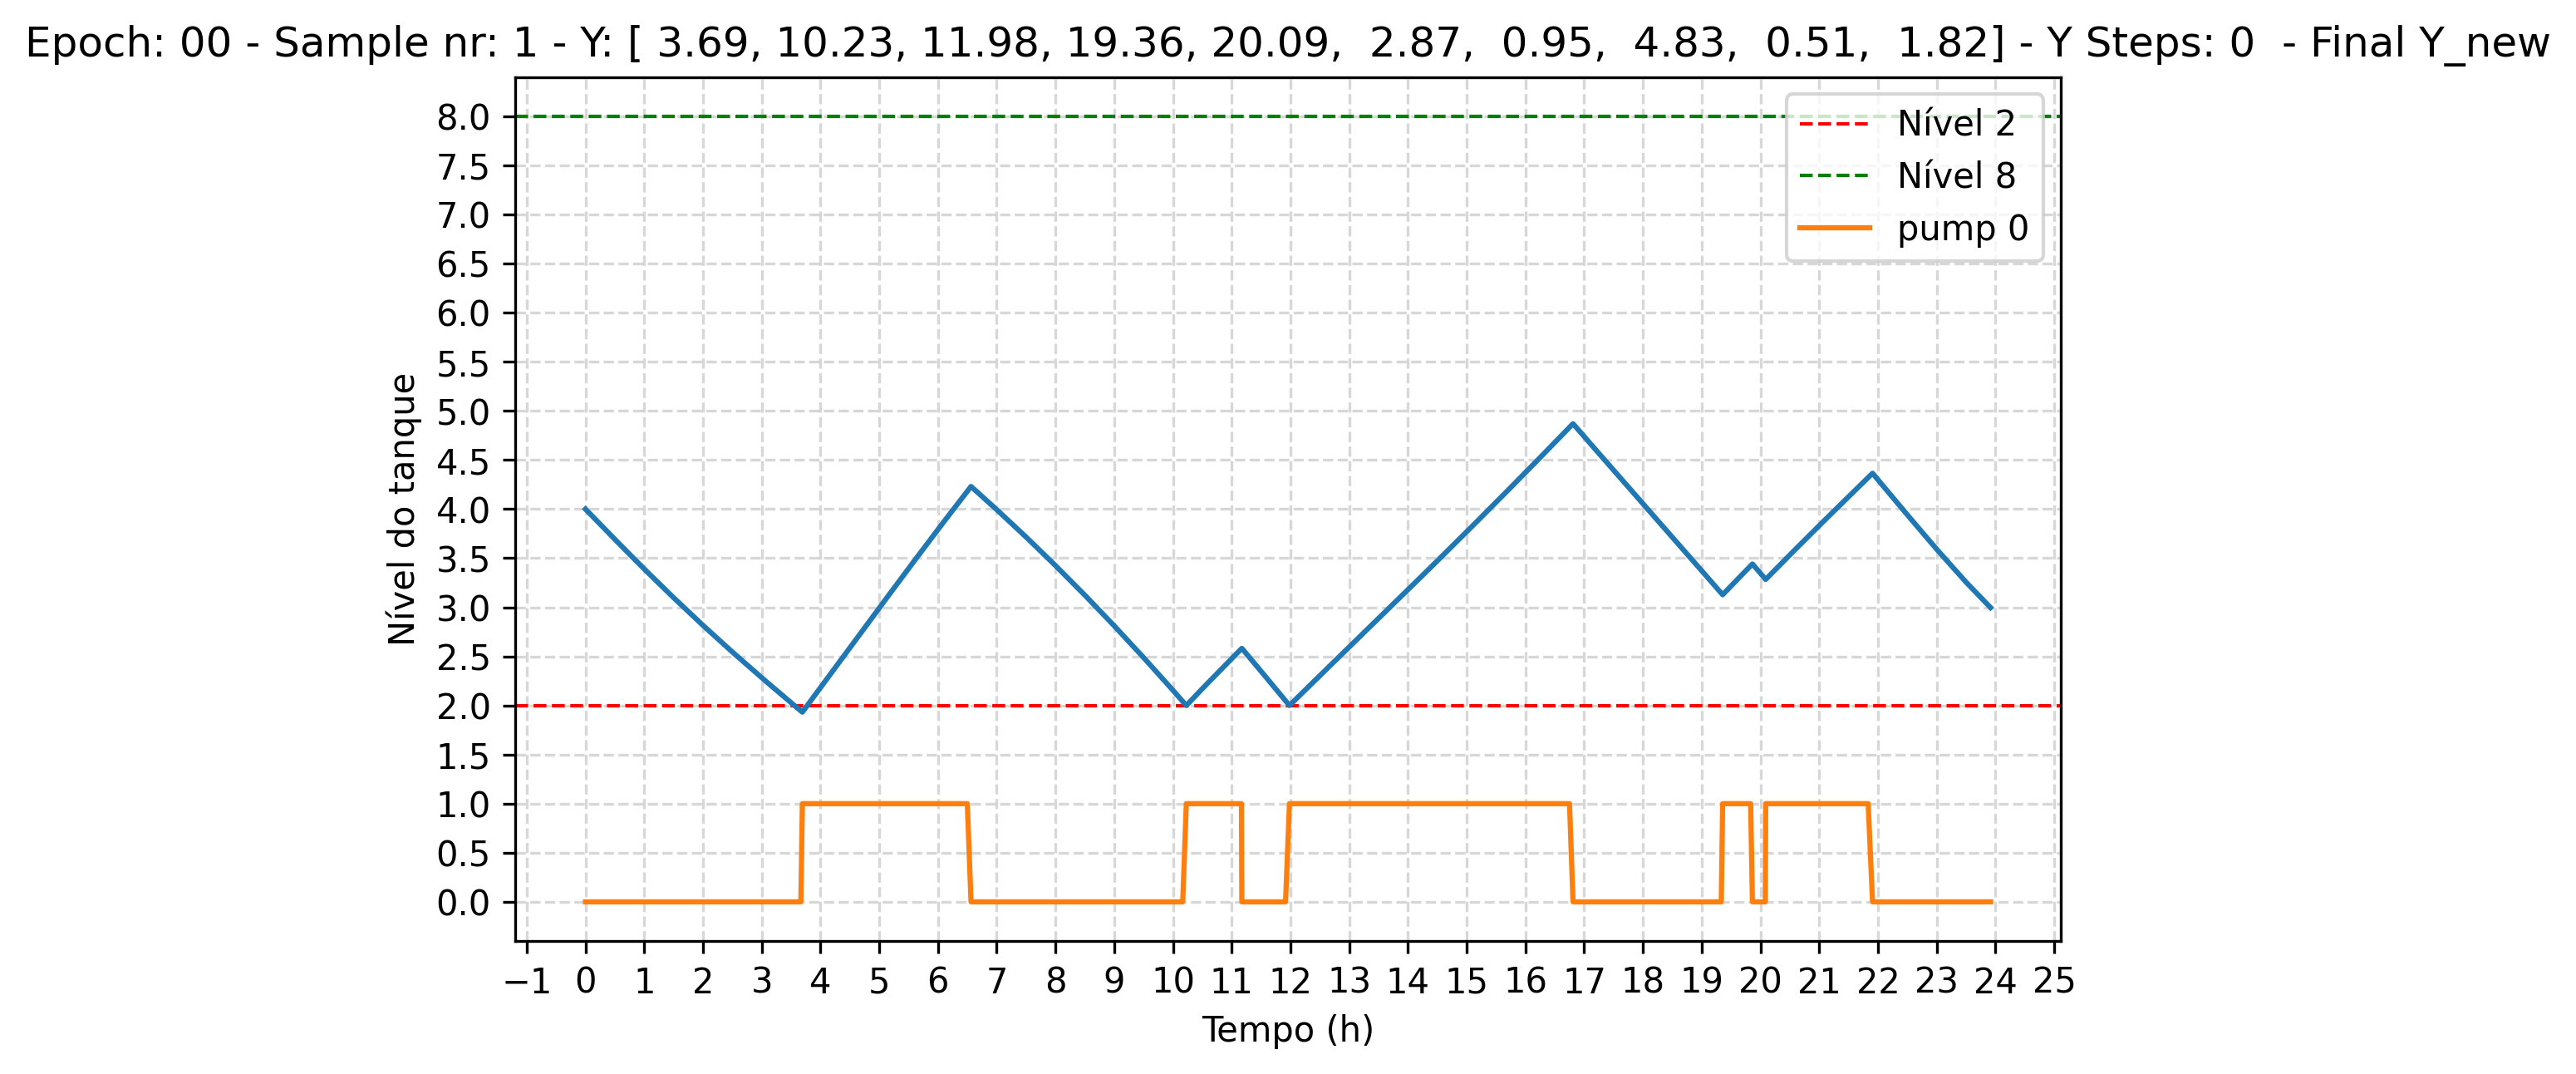 Epoch: 00 - Sample nr: 1 - Y: [ 3.69, 10.23, 11.98, 19.36, 20.09,  2.87,  0.95,  4.83,  0.51,  1.82] - Y Steps: 0  - Final Y_new
Nível 2
Nível 8
pump 0
8.0
7.5
7.0
6.5
6.0
5.5
5.0
4.5
4.0
3.5
3.0
2.5
2.0
1.5
1.0
0.5
0.0
Nível do tanque
−1 0 1 2 3 4 5 6 7 8 9 10 11 12 13 14 15 16 17 18 19 20 21 22 23 24 25
Tempo (h)